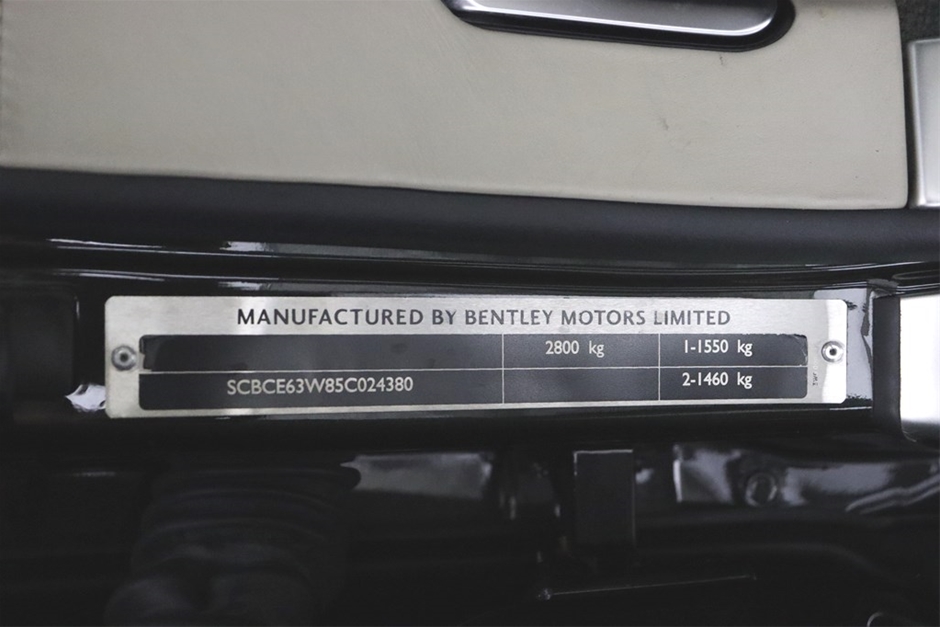 MANUFACTURED BY BENTLEY MOTORS LIMITED
2800 kg 1-1550 kg
SCBCE63W85C024380 2-1460 kg